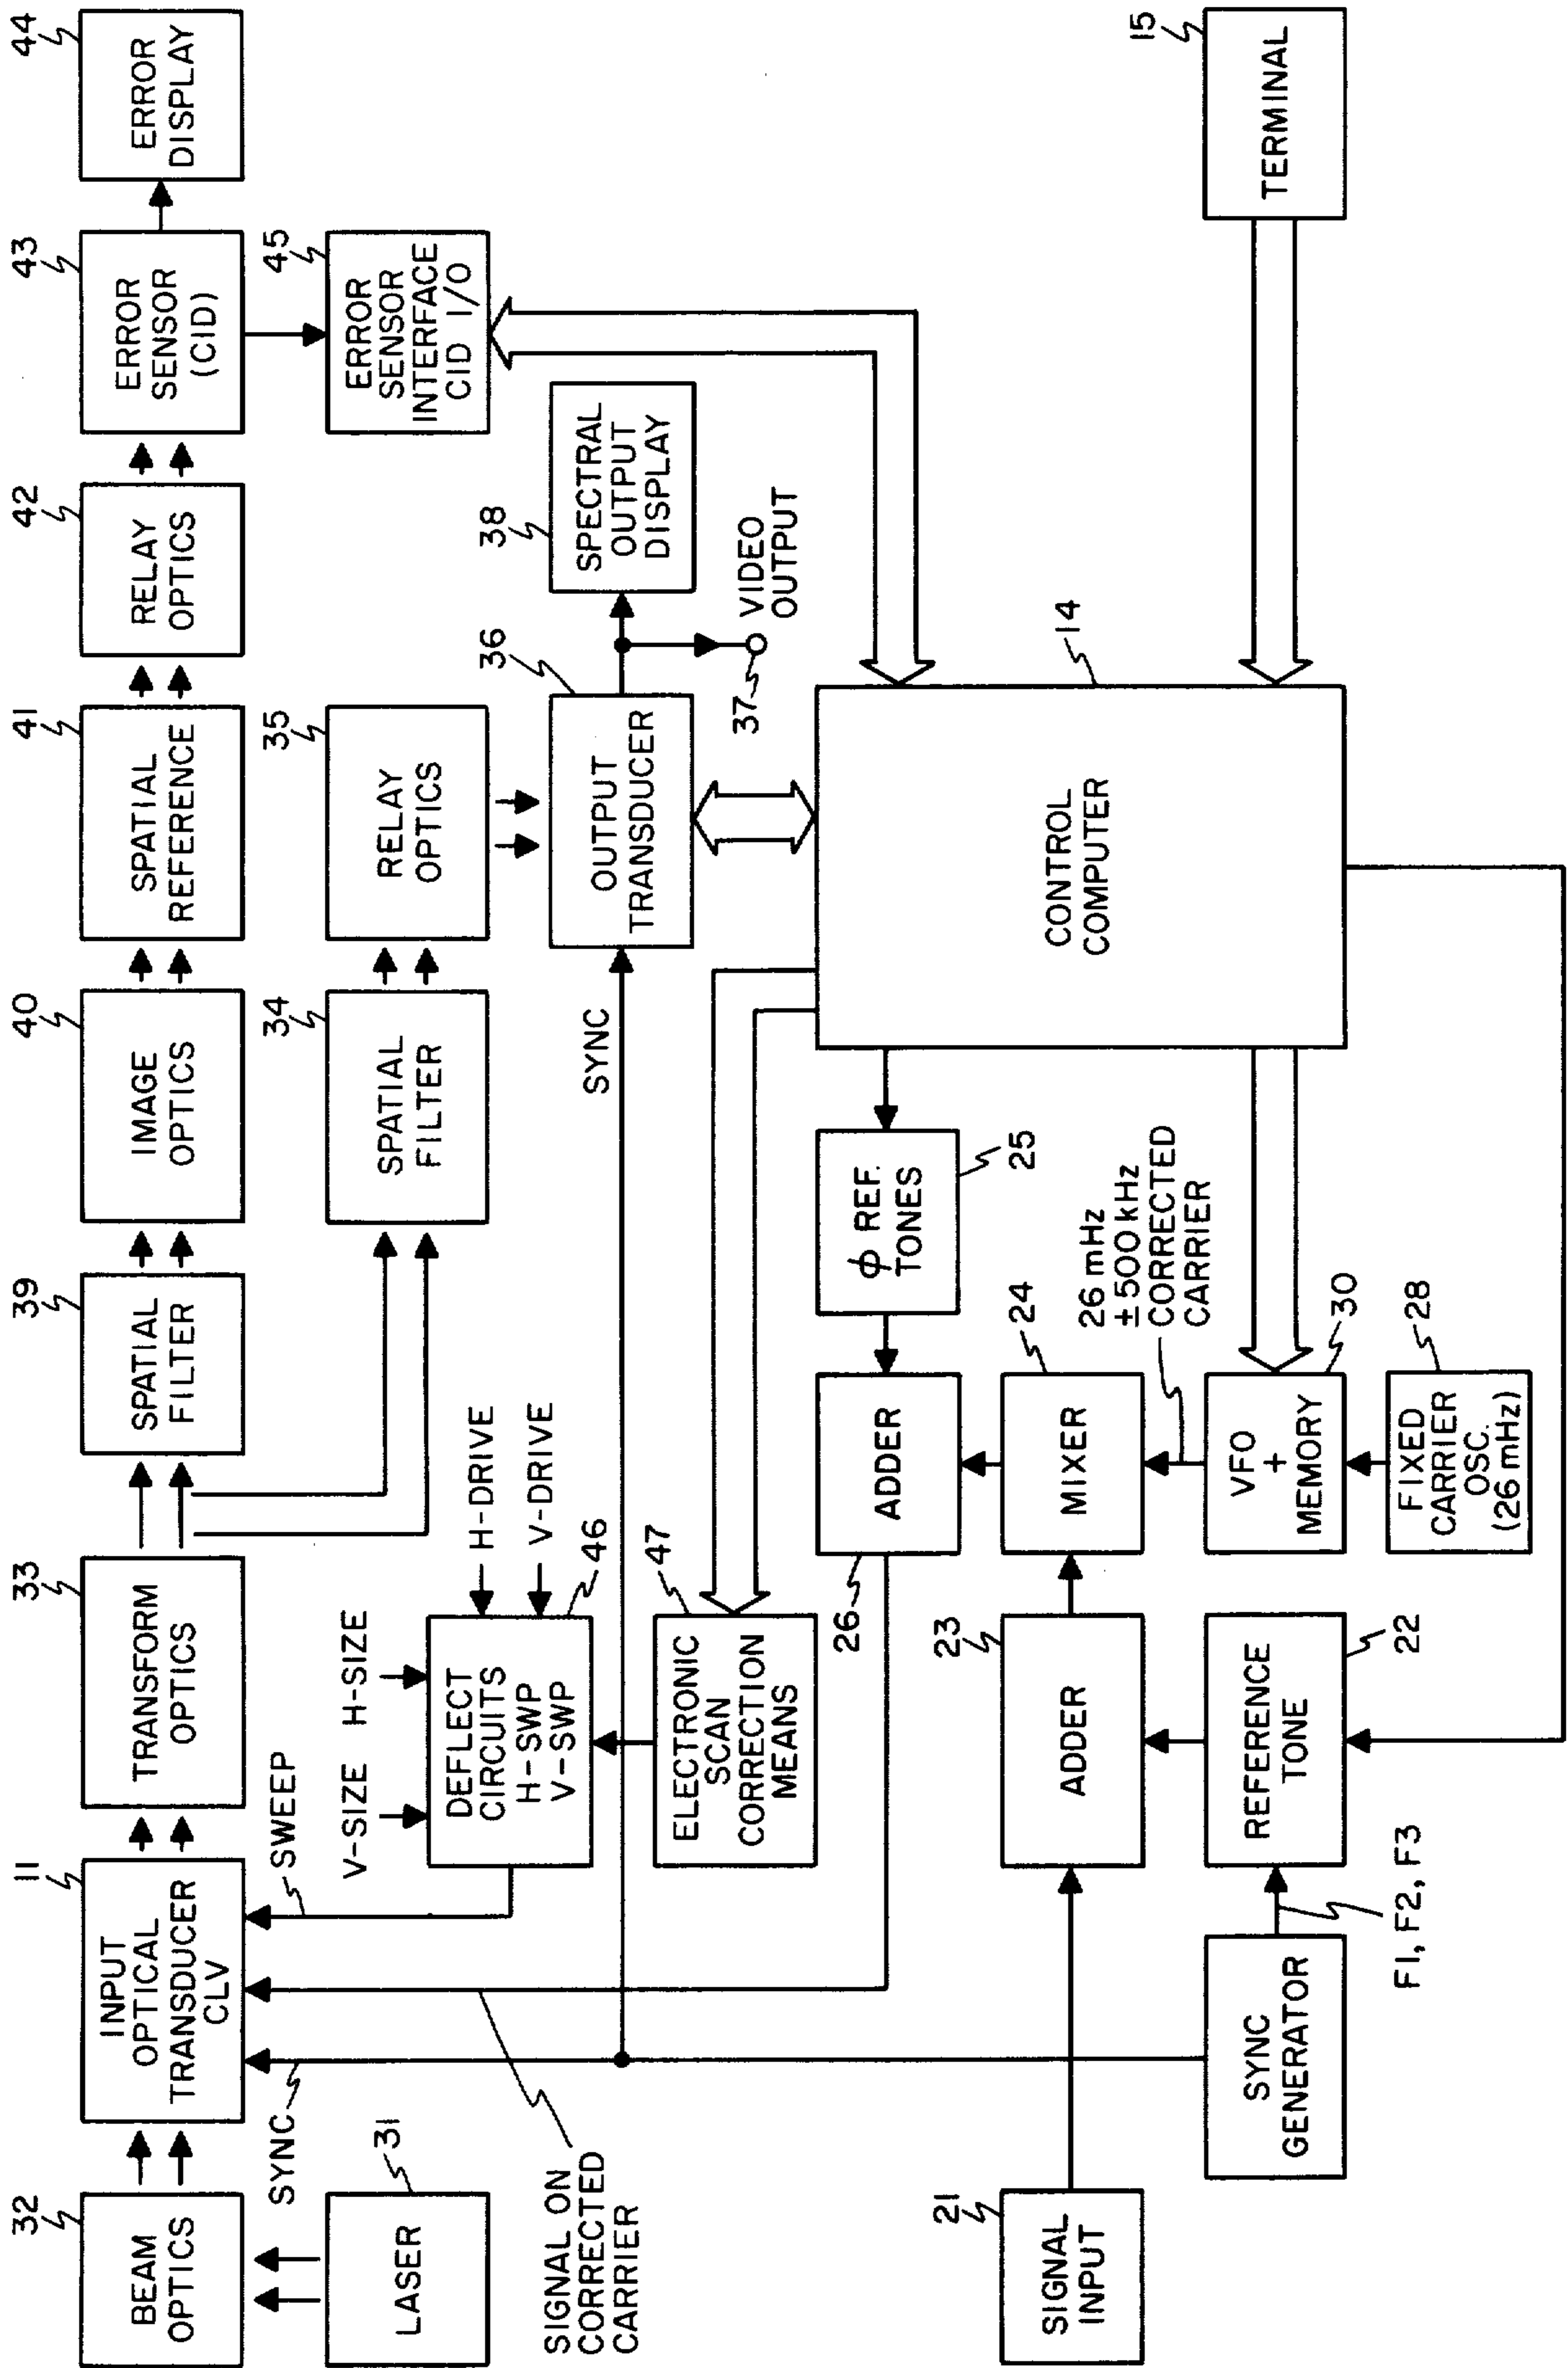 32
BEAM
OPTICS
11
INPUT
OPTICAL
TRANSDUCER
CLV
33
TRANSFORM
OPTICS
39
SPATIAL
FILTER
40
IMAGE
OPTICS
41
SPATIAL
REFERENCE
42
RELAY
OPTICS
43
ERROR
SENSOR
(CID)
44
ERROR
DISPLAY
LASER
31
SYNC
SWEEP
V-SIZE
H-SIZE
H-DRIVE
V-DRIVE
DEFLECT
CIRCUITS
H-SWP
V-SWP
46
34
SPATIAL
FILTER
35
RELAY
OPTICS
45
ERROR
SENSOR
INTERFACE
CID I/O
SIGNAL ON
CORRECTED
CARRIER
SYNC
36
OUTPUT
TRANSDUCER
38
SPECTRAL
OUTPUT
DISPLAY
37
VIDEO
OUTPUT
ELECTRONIC
SCAN
CORRECTION
MEANS
47
26
ADDER
ϕ REF.
TONES
25
CONTROL
COMPUTER
14
21
SIGNAL
INPUT
23
ADDER
MIXER
24
26 mHz
±500 kHz
CORRECTED
CARRIER
SYNC
GENERATOR
F1, F2, F3
REFERENCE
TONE
22
VFO
+
MEMORY
30
FIXED
CARRIER
OSC.
(26 mHz)
28
15
TERMINAL